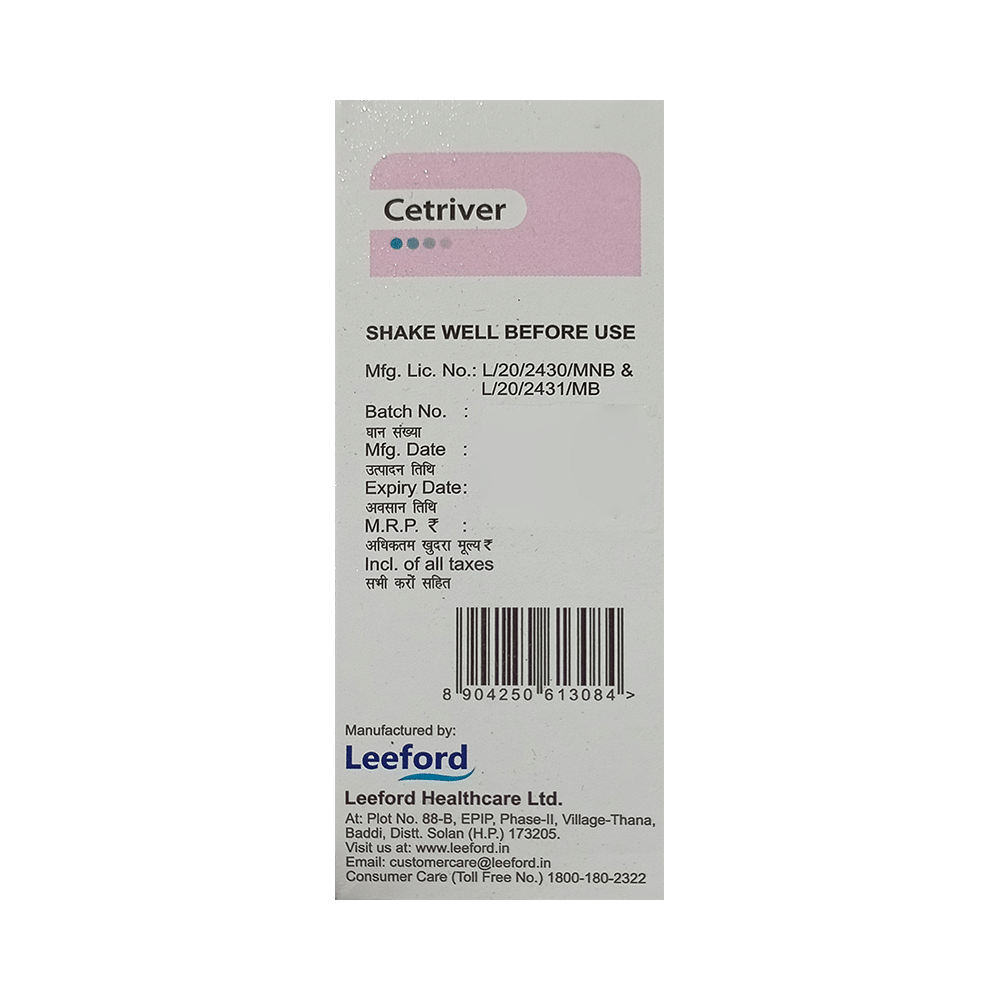 Cetriver
SHAKE WELL BEFORE USE
Mfg. Lic. No.: L/20/2430/MNB &
L/20/2431/MB
Batch No. :
घान संख्या
Mfg. Date :
उत्पादन तिथि
Expiry Date:
अवसान तिथि
M.R.P. ₹ :
अधिकतम खुदरा मूल्य ₹
Incl. of all taxes
सभी करों सहित
8 904250 613084 >
Manufactured by:
Leeford
Leeford Healthcare Ltd.
At: Plot No. 88-B, EPIP, Phase-II, Village-Thana,
Baddi, Distt. Solan (H.P.) 173205.
Visit us at: www.leeford.in
Email: customercare@leeford.in
Consumer Care (Toll Free No.) 1800-180-2322